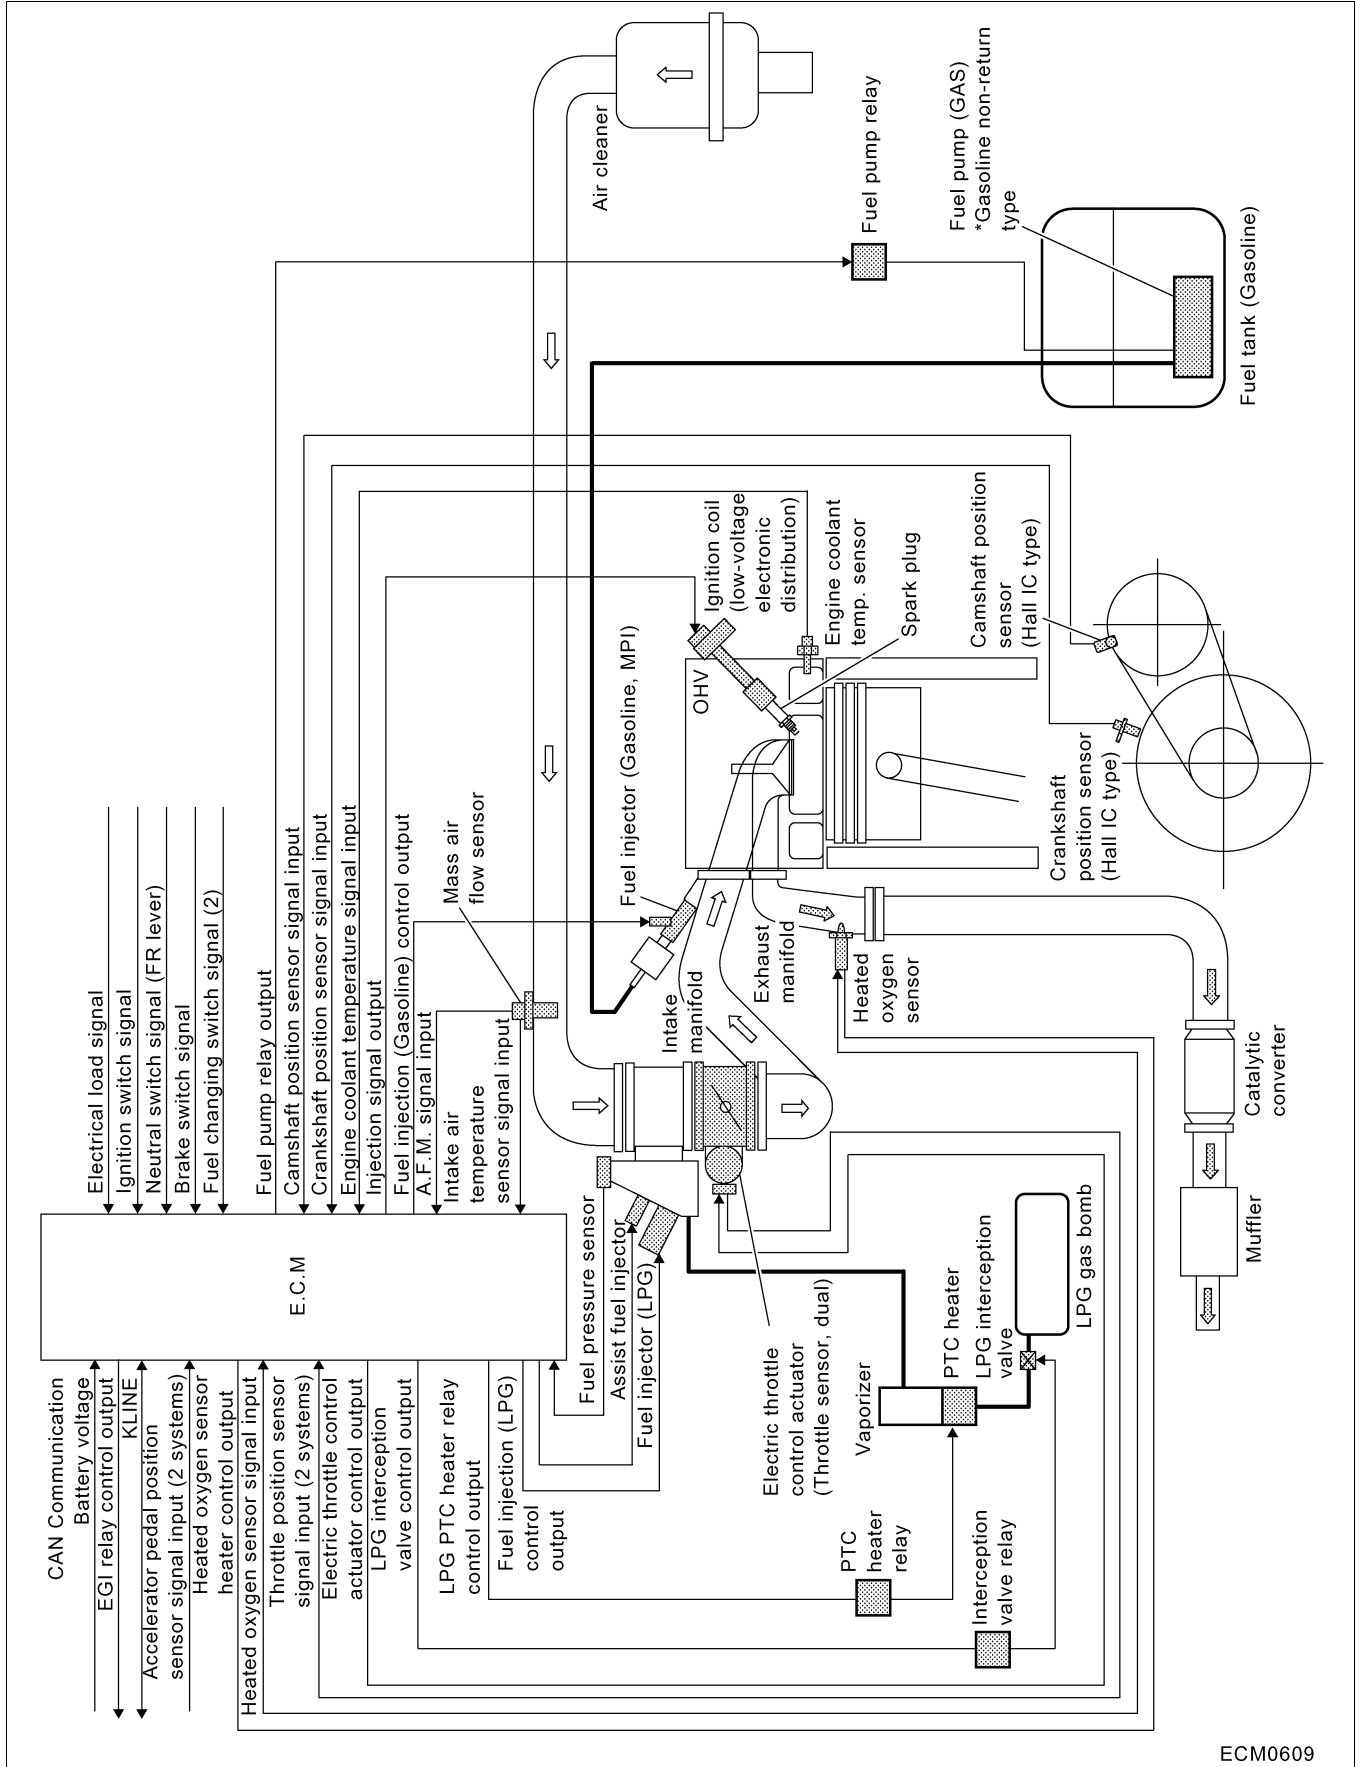 Electrical load signal
Ignition switch signal
Neutral switch signal (FR lever)
Brake switch signal
Fuel changing switch signal (2)
Fuel pump relay output
Camshaft position sensor signal input
Crankshaft position sensor signal input
Engine coolant temperature signal input
Injection signal output
Fuel injection (Gasoline) control output
A.F.M. signal input
Intake air
temperature
sensor signal input
Mass air
flow sensor
Air cleaner
Fuel pump relay
Fuel pump (GAS)
*Gasoline non-return
type
Fuel tank (Gasoline)
Ignition coil
(low-voltage
electronic
distribution)
Engine coolant
temp. sensor
Spark plug
Camshaft position
sensor
(Hall IC type)
Crankshaft
position sensor
(Hall IC type)
Fuel injector (Gasoline, MPI)
OHV
Intake
manifold
Exhaust
manifold
Heated
oxygen
sensor
Catalytic
converter
Muffler
E.C.M
Fuel pressure sensor
Assist fuel injector
Fuel injector (LPG)
Electric throttle
control actuator
(Throttle sensor, dual)
Vaporizer
PTC heater
LPG interception
valve
LPG gas bomb
PTC
heater
relay
Interception
valve relay
CAN Communication
Battery voltage
EGI relay control output
KLINE
Accelerator pedal position
sensor signal input (2 systems)
Heated oxygen sensor
heater control output
Heated oxygen sensor signal input
Throttle position sensor
signal input (2 systems)
Electric throttle control
actuator control output
LPG interception
valve control output
LPG PTC heater relay
control output
Fuel injection (LPG)
control
output
ECM0609